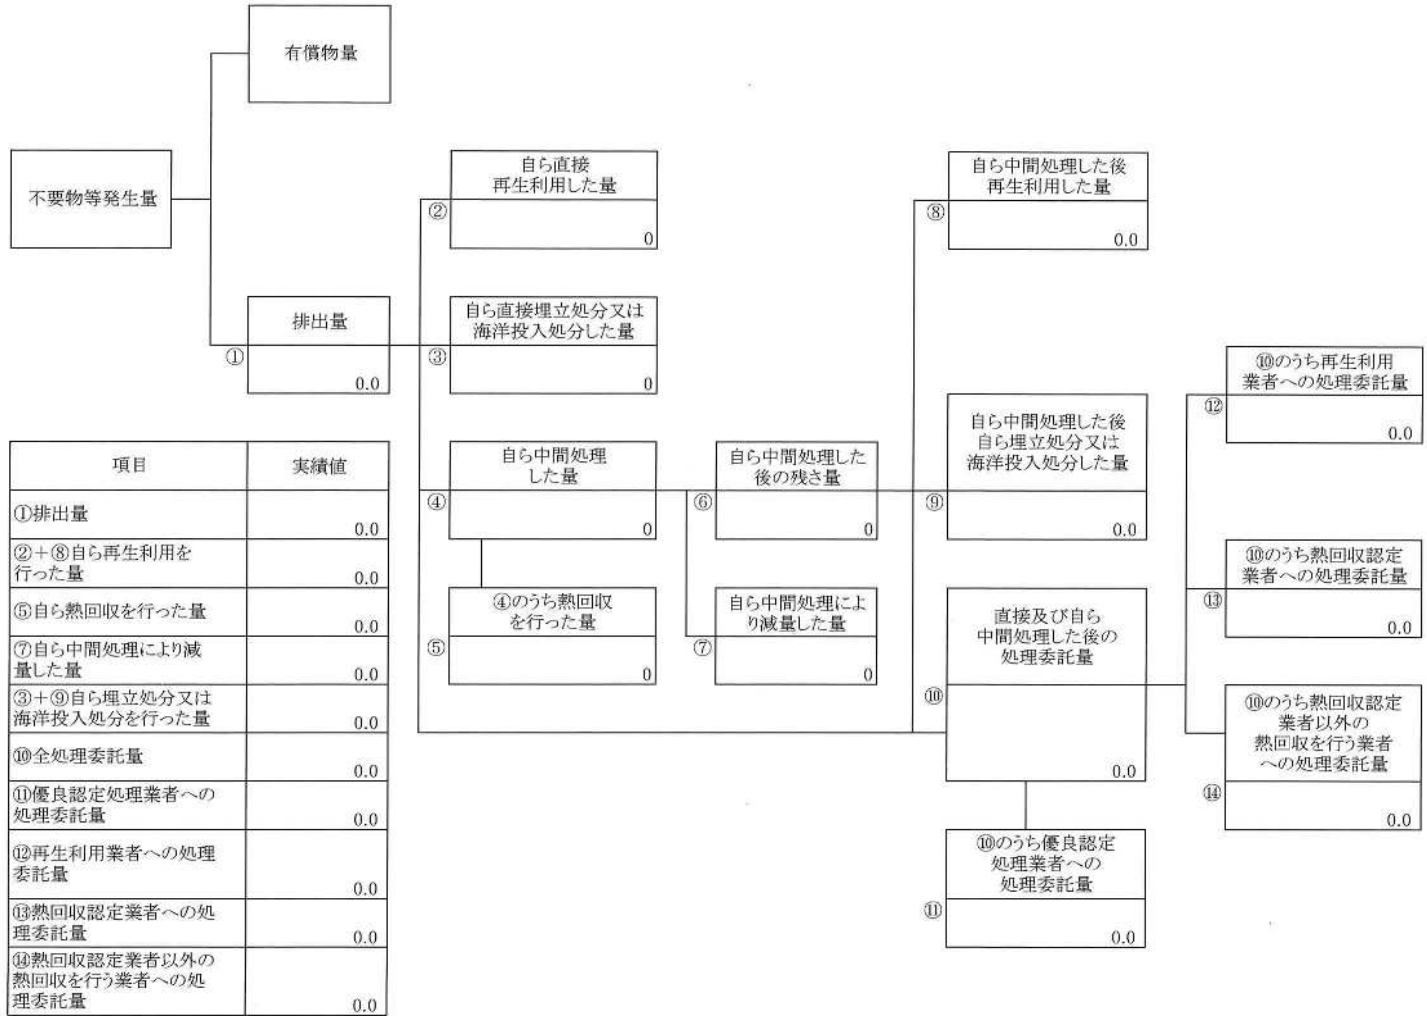 有償物量
不要物等発生量
排出量
①
0.0
自ら直接
再生利用した量
②
0
自ら直接埋立処分又は
海洋投入処分した量
③
0
自ら中間処理
した量
④
0
④のうち熱回収
を行った量
⑤
0
自ら中間処理した
後の残さ量
⑥
0
自ら中間処理によ
り減量した量
⑦
0
自ら中間処理した後
再生利用した量
⑧
0.0
自ら中間処理した後
自ら埋立処分又は
海洋投入処分した量
⑨
0.0
直接及び自ら
中間処理した後の
処理委託量
⑩
0.0
⑩のうち優良認定
処理業者への
処理委託量
⑪
0.0
⑩のうち再生利用
業者への処理委託量
⑫
0.0
⑩のうち熱回収認定
業者への処理委託量
⑬
0.0
⑩のうち熱回収認定
業者以外の
熱回収を行う業者
への処理委託量
⑭
0.0
項目 実績値
①排出量
0.0
②+⑧自ら再生利用を
行った量 0.0
⑤自ら熱回収を行った量
0.0
⑦自ら中間処理により減
量した量 0.0
③+⑨自ら埋立処分又は
海洋投入処分を行った量 0.0
⑩全処理委託量
0.0
⑪優良認定処理業者への
処理委託量 0.0
⑫再生利用業者への処理
委託量
0.0
⑬熱回収認定業者への処
理委託量 0.0
⑭熱回収認定業者以外の
熱回収を行う業者への処
理委託量 0.0